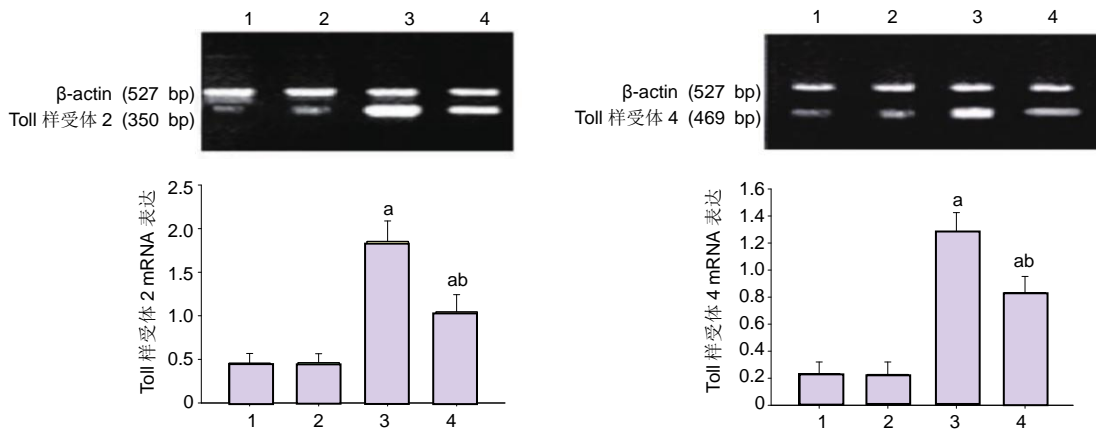 1 2 3 4
β-actin (527 bp)
Toll 样受体 2 (350 bp)
Toll 样受体 2 mRNA 表达
2.5
2.0
1.5
1.0
0.5
0
a
ab
1 2 3 4
1 2 3 4
β-actin (527 bp)
Toll 样受体 4 (469 bp)
Toll 样受体 4 mRNA 表达
1.6
1.4
1.2
1.0
0.8
0.6
0.4
0.2
0
a
ab
1 2 3 4